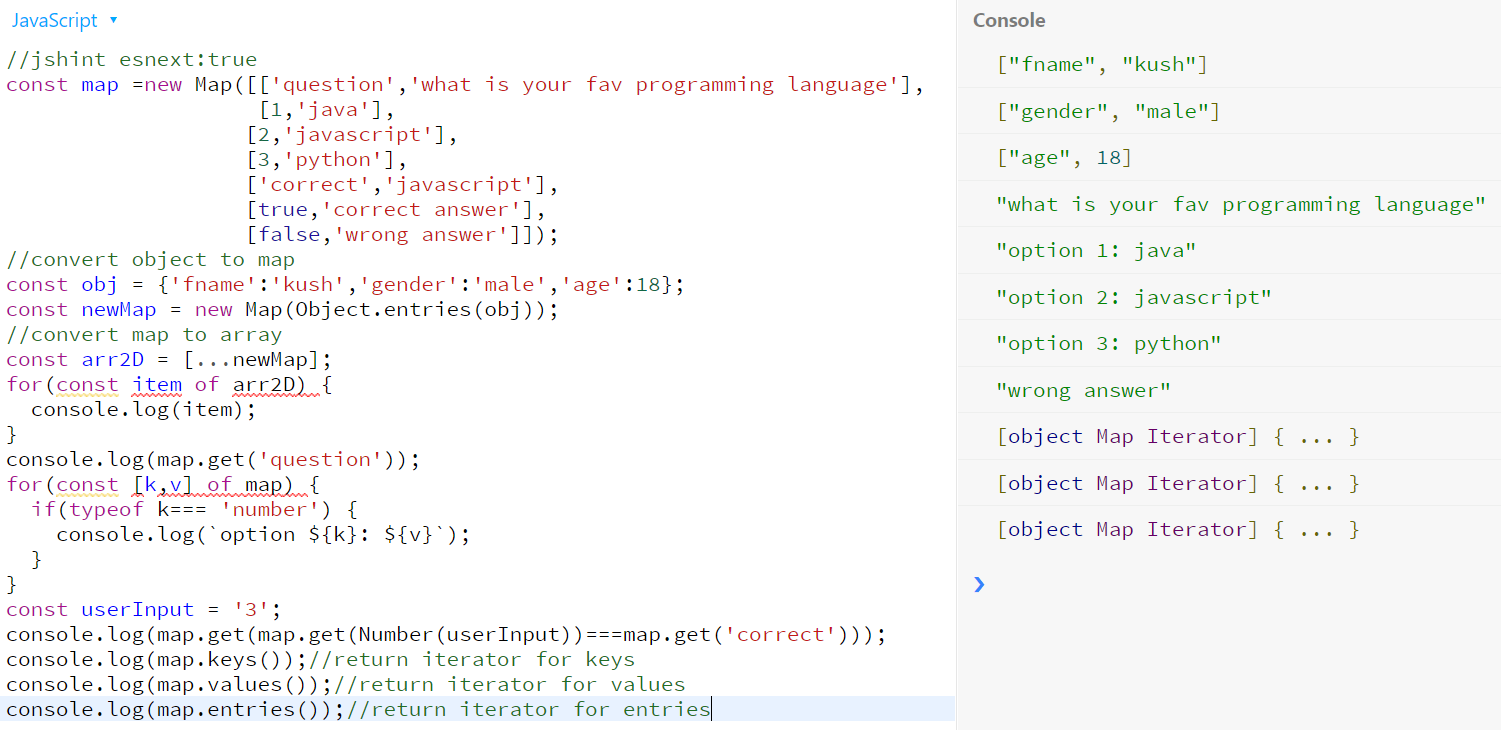 JavaScript ▾
//jshint esnext:true
const map =new Map([['question','what is your fav programming language'],
                    [1,'java'],
                   [2,'javascript'],
                   [3,'python'],
                   ['correct','javascript'],
                   [true,'correct answer'],
                   [false,'wrong answer']]);
//convert object to map
const obj = {'fname':'kush','gender':'male','age':18};
const newMap = new Map(Object.entries(obj));
//convert map to array
const arr2D = [...newMap];
for(const item of arr2D) {
  console.log(item);
}
console.log(map.get('question'));
for(const [k,v] of map) {
  if(typeof k=== 'number') {
    console.log(`option ${k}: ${v}`);
  }
}
const userInput = '3';
console.log(map.get(map.get(Number(userInput))===map.get('correct')));
console.log(map.keys());//return iterator for keys
console.log(map.values());//return iterator for values
console.log(map.entries());//return iterator for entries
Console
["fname", "kush"]
["gender", "male"]
["age", 18]
"what is your fav programming language"
"option 1: java"
"option 2: javascript"
"option 3: python"
"wrong answer"
[object Map Iterator] { ... }
[object Map Iterator] { ... }
[object Map Iterator] { ... }
❯